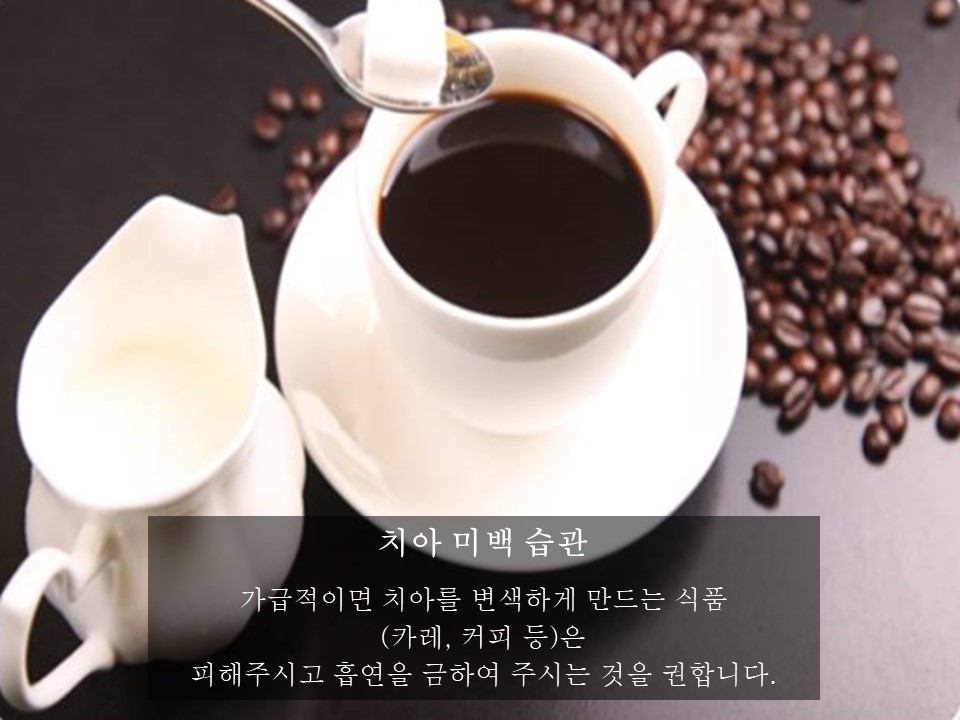 치아 미백 습관
가급적이면 치아를 변색하게 만드는 식품
(카레, 커피 등)은
피해주시고 흡연을 금하여 주시는 것을 권합니다.